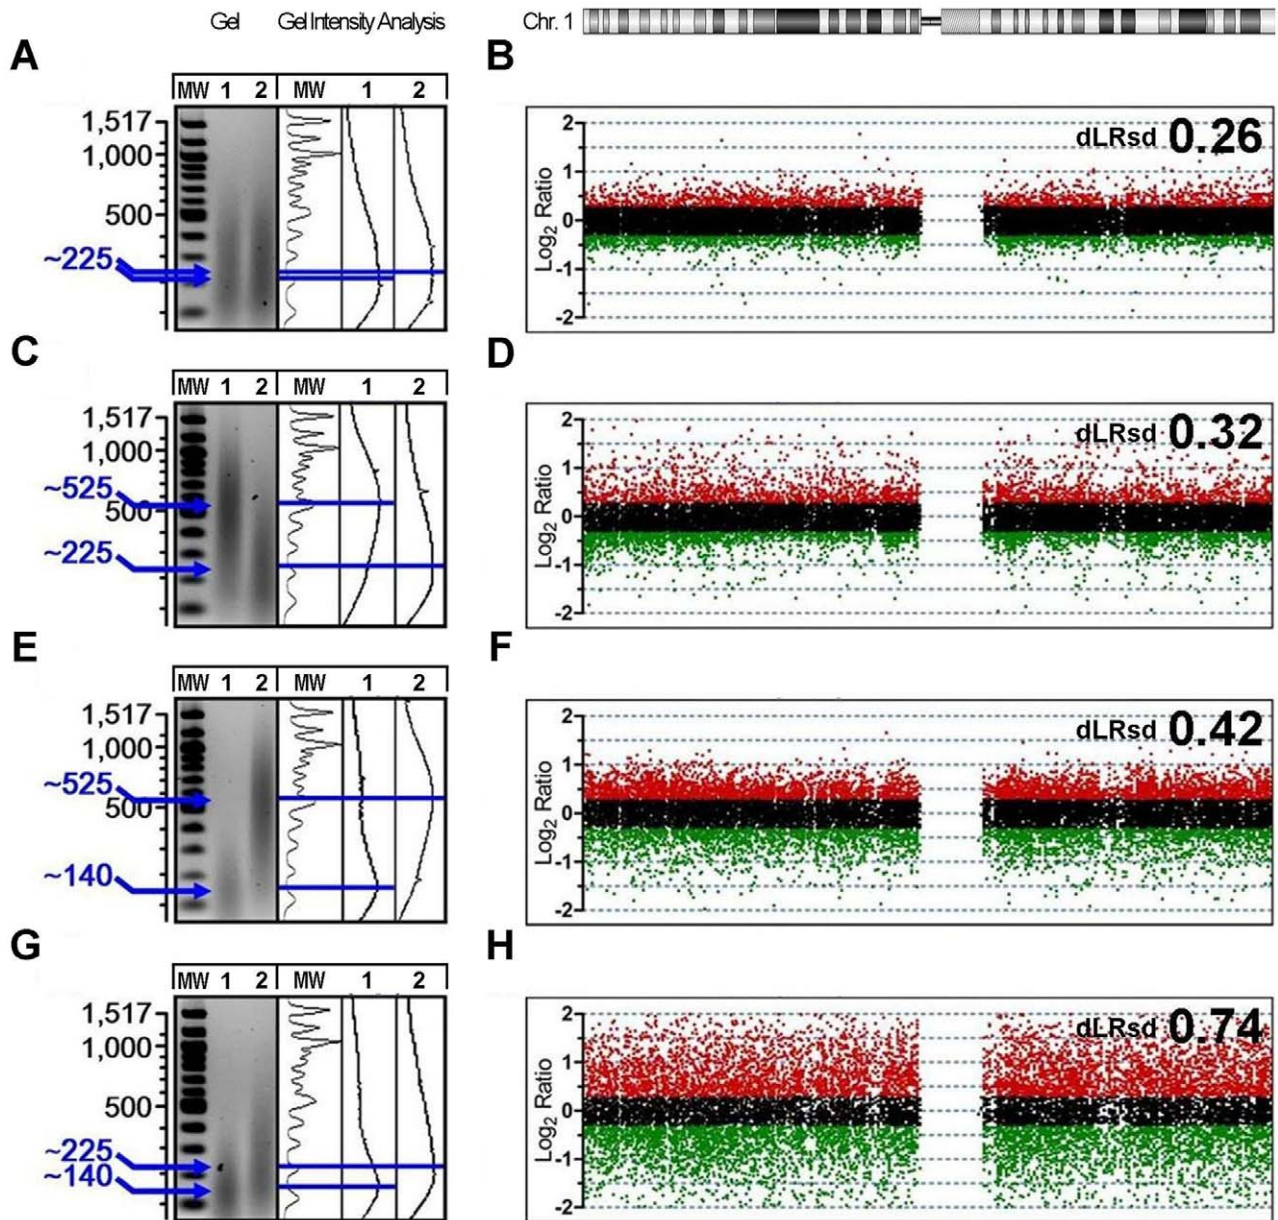 Gel Gel Intensity Analysis Chr. 1
A B
MW 1 2 MW 1 2
1,517
1,000
500
~225
2
1
0
-1
-2
Log2 Ratio
dLRsd 0.26
C D
MW 1 2 MW 1 2
1,517
1,000
~525
500
~225
2
1
0
-1
-2
Log2 Ratio
dLRsd 0.32
E F
MW 1 2 MW 1 2
1,517
1,000
~525
500
~140
2
1
0
-1
-2
Log2 Ratio
dLRsd 0.42
G H
MW 1 2 MW 1 2
1,517
1,000
500
~225
~140
2
1
0
-1
-2
Log2 Ratio
dLRsd 0.74